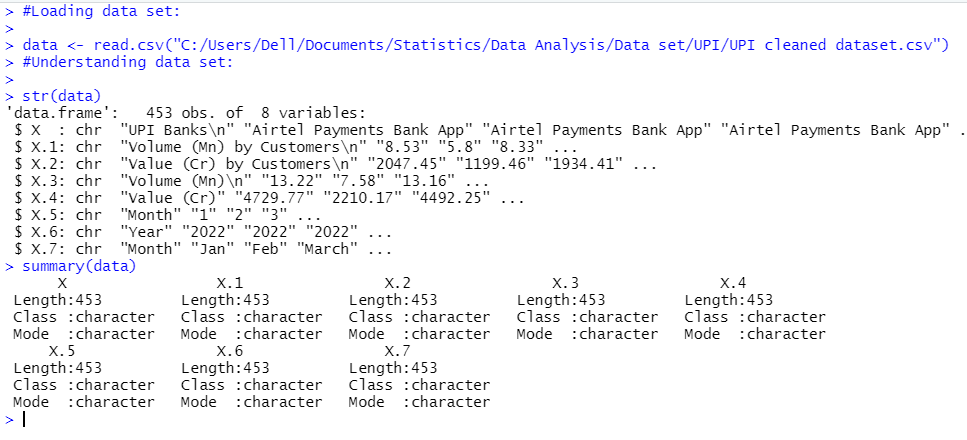 > #Loading data set:
>
> data <- read.csv("C:/Users/Dell/Documents/Statistics/Data Analysis/Data set/UPI/UPI cleaned dataset.csv")
> #Understanding data set:
>
> str(data)
'data.frame':   453 obs. of  8 variables:
 $ X  : chr  "UPI Banks\n" "Airtel Payments Bank App" "Airtel Payments Bank App" "Airtel Payments Bank App" ...
 $ X.1: chr  "Volume (Mn) by Customers\n" "8.53" "5.8" "8.33" ...
 $ X.2: chr  "Value (Cr) by Customers\n" "2047.45" "1199.46" "1934.41" ...
 $ X.3: chr  "Volume (Mn)\n" "13.22" "7.58" "13.16" ...
 $ X.4: chr  "Value (Cr)" "4729.77" "2210.17" "4492.25" ...
 $ X.5: chr  "Month" "1" "2" "3" ...
 $ X.6: chr  "Year" "2022" "2022" "2022" ...
 $ X.7: chr  "Month" "Jan" "Feb" "March" ...
> summary(data)
      X                 X.1                X.2                X.3                X.4
 Length:453         Length:453         Length:453         Length:453         Length:453
 Class :character   Class :character   Class :character   Class :character   Class :character
 Mode  :character   Mode  :character   Mode  :character   Mode  :character   Mode  :character
     X.5                X.6                X.7
 Length:453         Length:453         Length:453
 Class :character   Class :character   Class :character
 Mode  :character   Mode  :character   Mode  :character
>